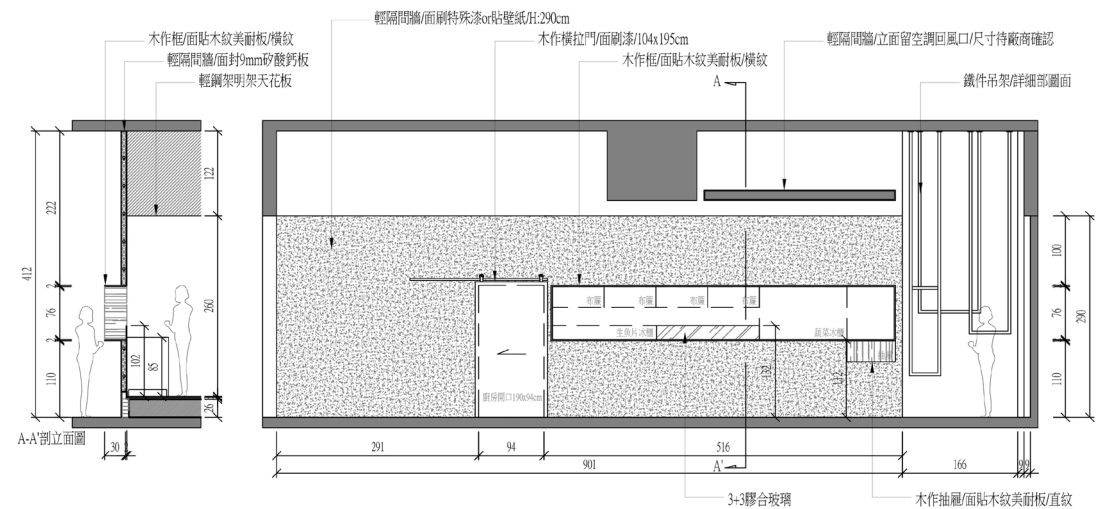 輕隔間牆/面刷特殊漆or貼壁紙/H:290cm
木作框/面貼木紋美耐板/橫紋
木作橫拉門/面刷漆/104x195cm
輕隔間牆/立面留空調回風口/尺寸待廠商確認
輕隔間牆/面封9mm矽酸鈣板
木作框/面貼木紋美耐板/橫紋
輕鋼架明架天花板
A
鐵件吊架/詳細部圖面
122
222
412
100
2
76
2
260
76
290
布簾 布簾 布簾 布簾
生魚片冰櫃
蔬菜冰櫃
102
85
110
26
132
112
110
廚房開口190x94cm
A-A'剖立面圖
30
2
291
94
516
A'
901
166
9
9
3+3膠合玻璃
木作抽屜/面貼木紋美耐板/直紋